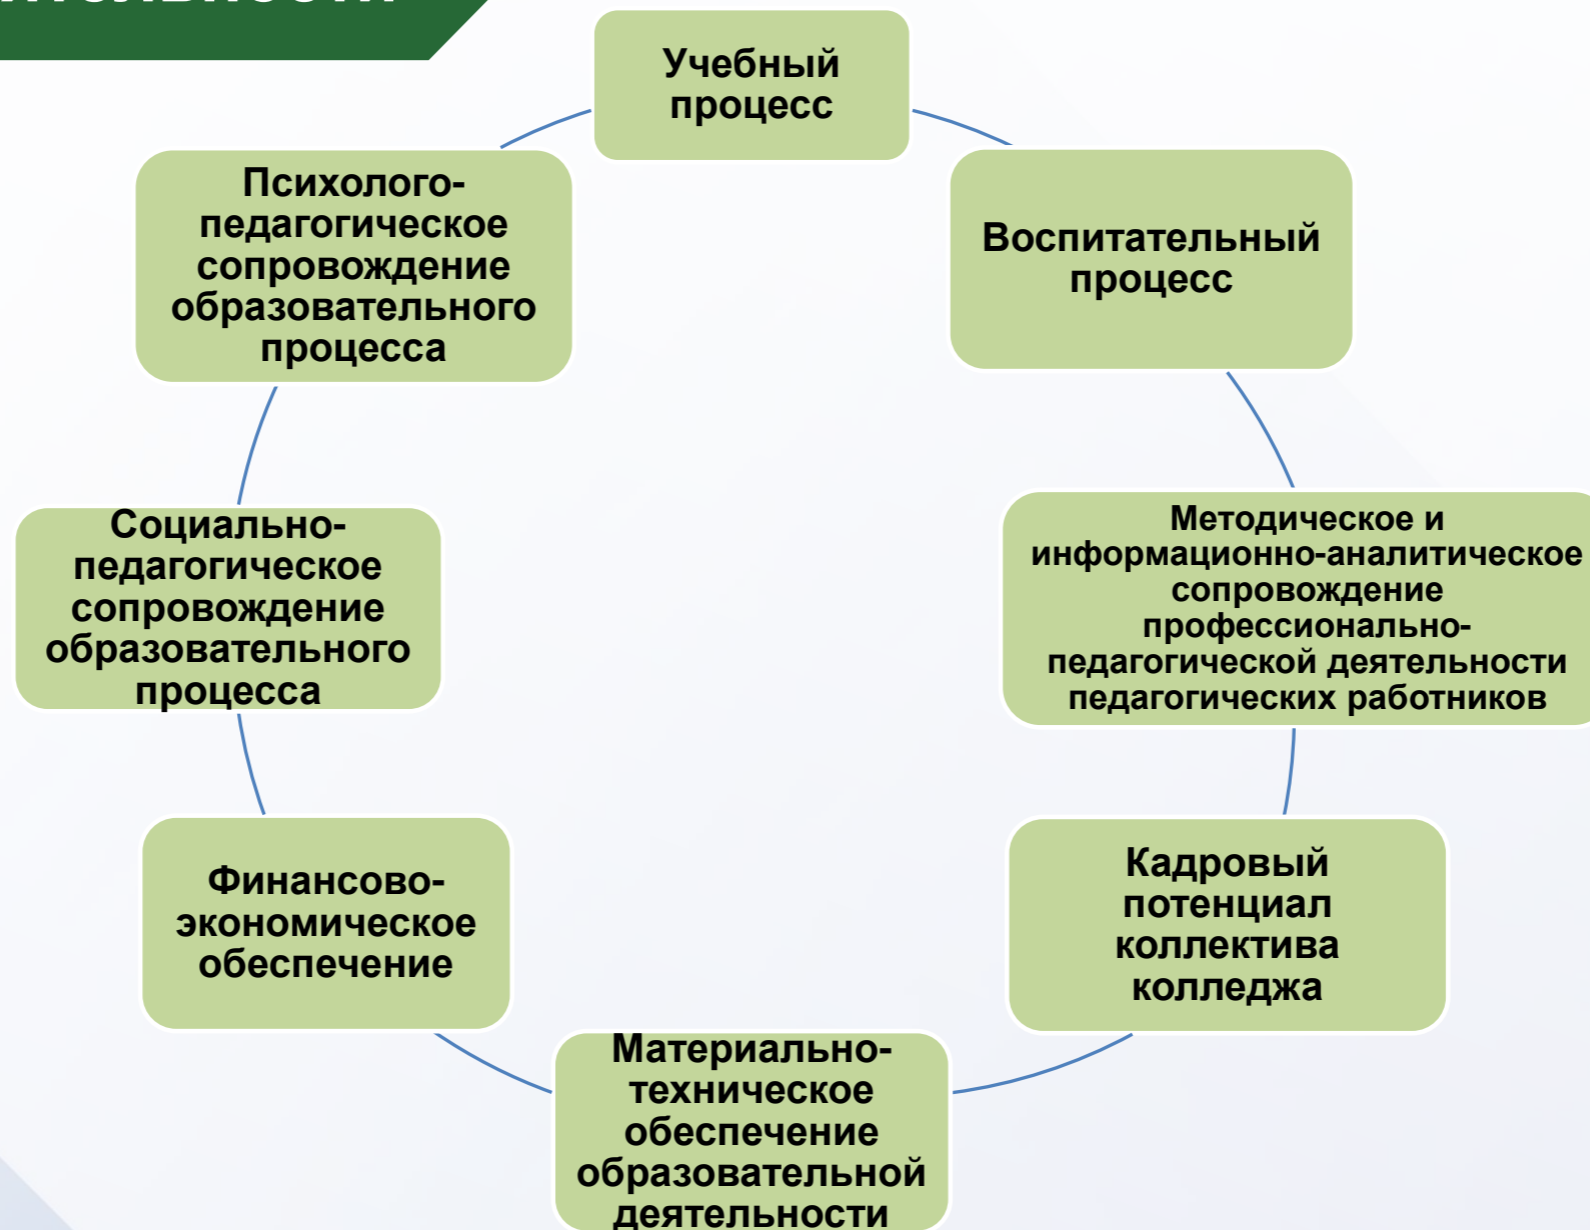 Учебный
процесс
Воспитательный
процесс
Методическое и
информационно-аналитическое
сопровождение
профессионально-
педагогической деятельности
педагогических работников
Кадровый
потенциал
коллектива
колледжа
Материально-
техническое
обеспечение
образовательной
деятельности
Финансово-
экономическое
обеспечение
Социально-
педагогическое
сопровождение
образовательного
процесса
Психолого-
педагогическое
сопровождение
образовательного
процесса